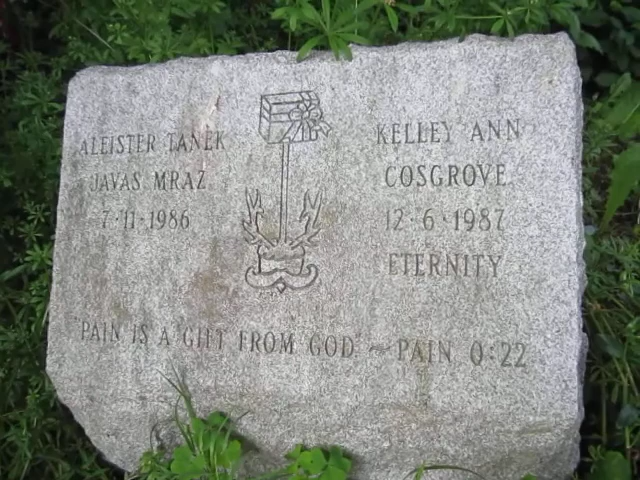 ALEISTER TANEK
JAVAS MRAZ
7·11·1986
KELLEY ANN
COSGROVE
12·6·1987
ETERNITY
"PAIN IS A GIFT FROM GOD" ~ PAIN 0:22